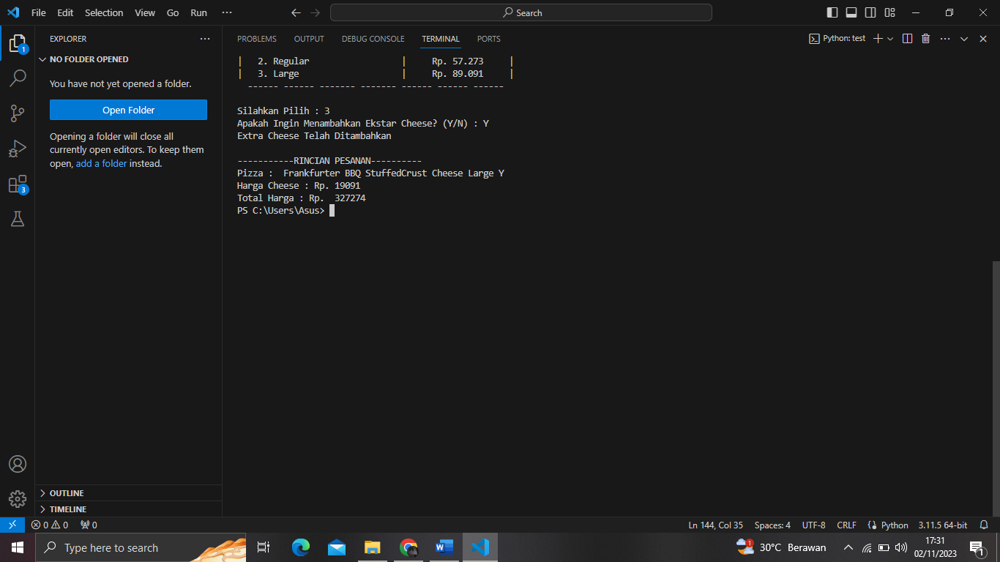 File Edit Selection View Go Run ··· Search
EXPLORER ···
NO FOLDER OPENED
You have not yet opened a folder.
Open Folder
Opening a folder will close all
currently open editors. To keep them
open, add a folder instead.
OUTLINE
TIMELINE
1
3
PROBLEMS OUTPUT DEBUG CONSOLE TERMINAL PORTS
Python: test
| 2. Regular | Rp. 57.273 |
| 3. Large | Rp. 89.091 |
------ ------ ------- ------- ------ ------ ------
Silahkan Pilih : 3
Apakah Ingin Menambahkan Ekstar Cheese? (Y/N) : Y
Extra Cheese Telah Ditambahkan
-----------RINCIAN PESANAN----------
Pizza :  Frankfurter BBQ StuffedCrust Cheese Large Y
Harga Cheese : Rp. 19091
Total Harga : Rp.  327274
PS C:\Users\Asus>
0 0 0 Ln 144, Col 35 Spaces: 4 UTF-8 CRLF Python 3.11.5 64-bit
Type here to search
1 30°C Berawan
17:31
02/11/2023
1